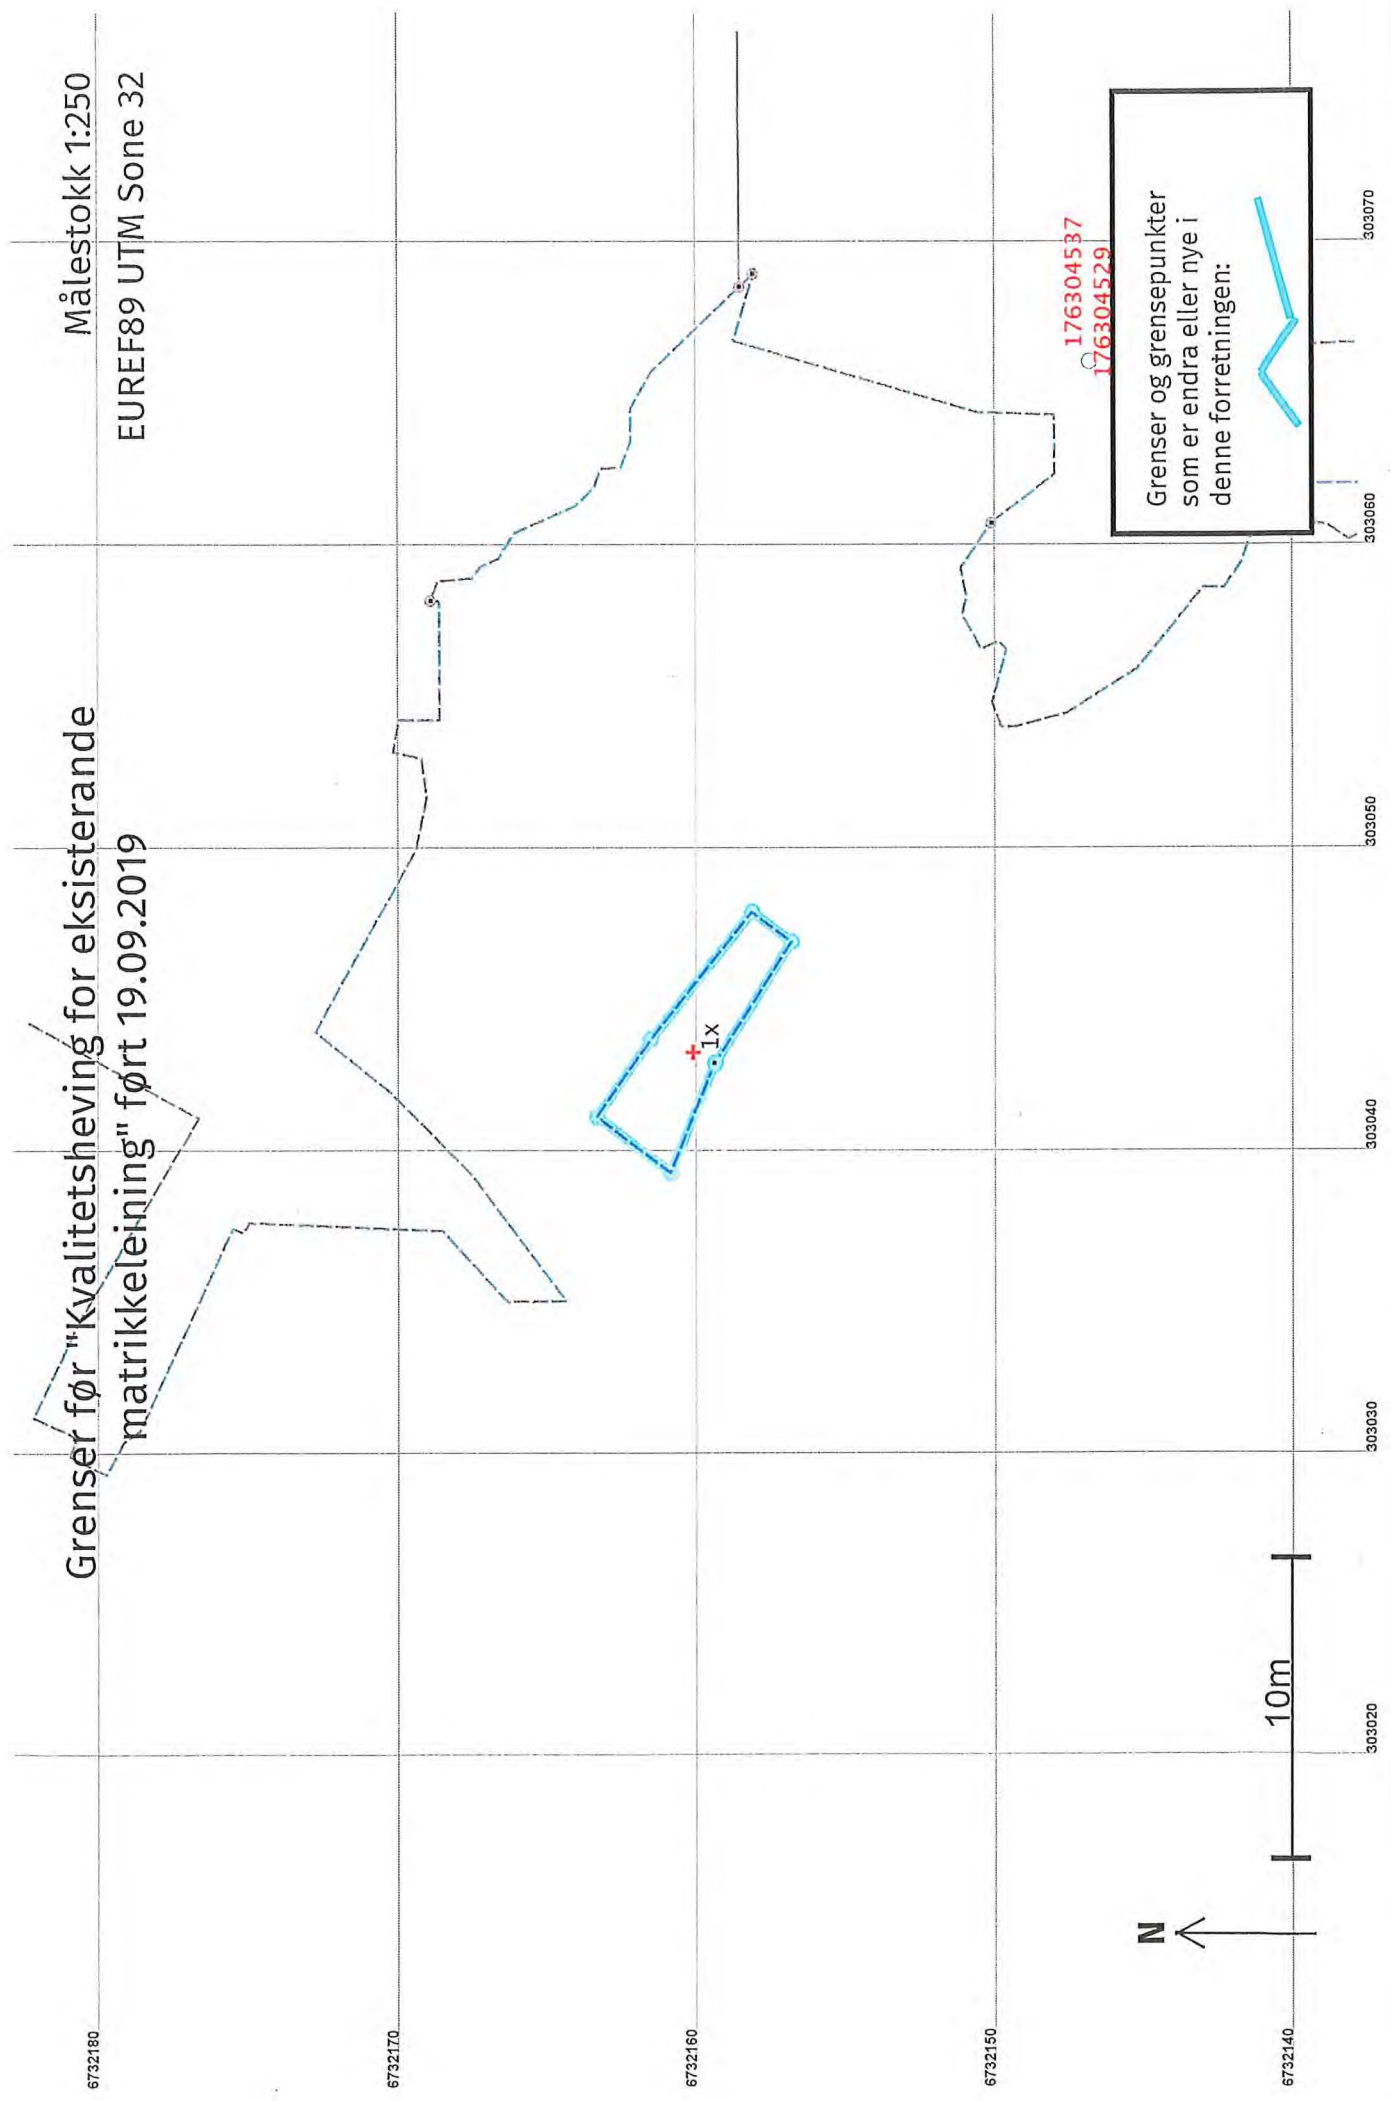 Målestokk 1:250
EUREF89 UTM Sone 32
Grenser før "Kvalitetsheving for eksisterande
matrikkeleining" ført 19.09.2019
6732180
6732170
6732160
6732150
6732140
1x
176304537
176304529
Grenser og grensepunkter
som er endra eller nye i
denne forretningen:
N
10m
303020
303030
303040
303050
303060
303070